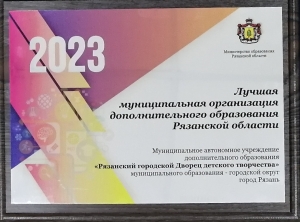 2023
Министерство образования
Рязанской области
Лучшая
муниципальная организация
дополнительного образования
Рязанской области
Муниципальное автономное учреждение
дополнительного образования
«Рязанский городской Дворец детского творчества»
муниципального образования - городской округ
город Рязань